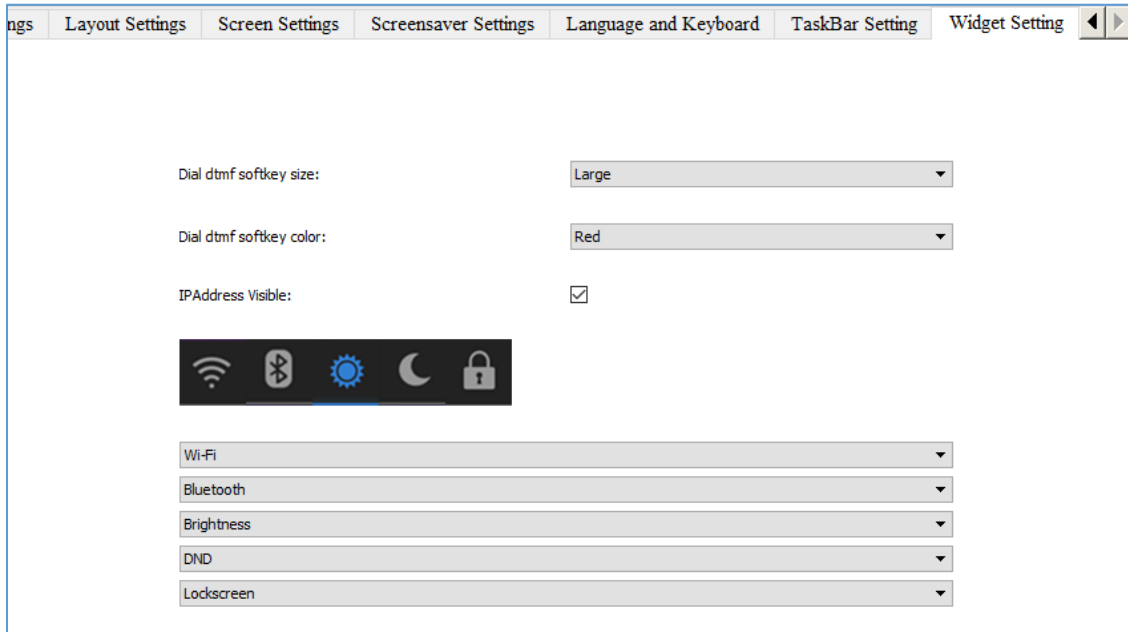 ngs Layout Settings Screen Settings Screensaver Settings Language and Keyboard TaskBar Setting Widget Setting
Dial dtmf softkey size: Large
Dial dtmf softkey color: Red
IPAddress Visible:
Wi-Fi
Bluetooth
Brightness
DND
Lockscreen